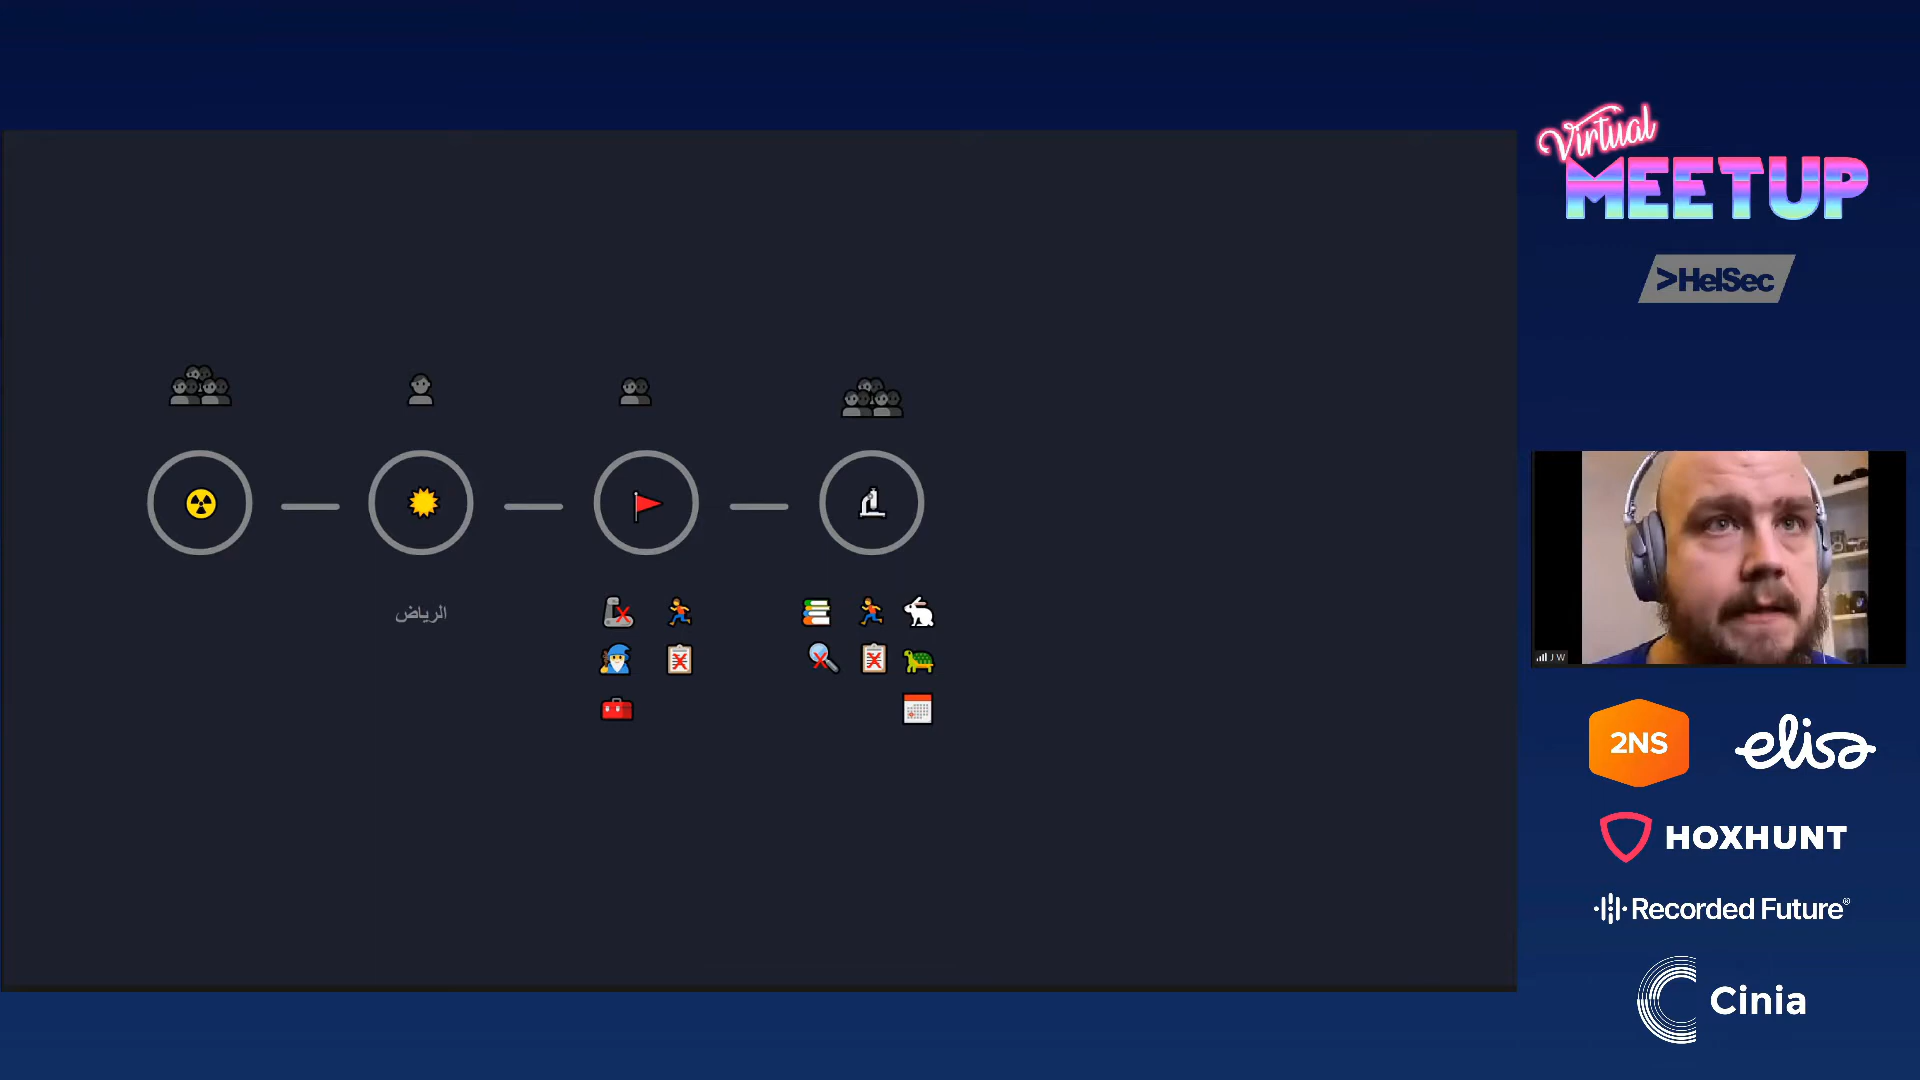 Virtual
MEETUP
>HelSec
الرياض
J W
2NS
elisa
HOXHUNT
Recorded Future®
Cinia